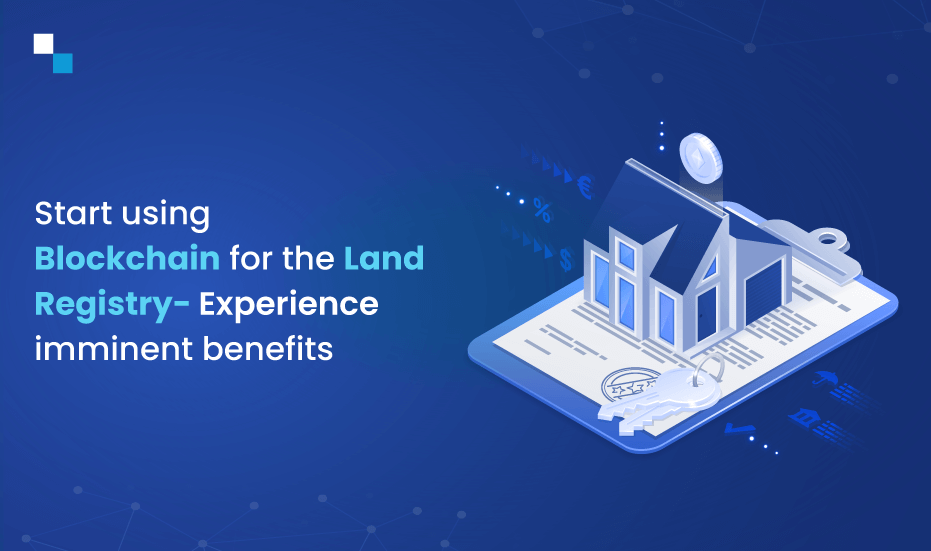 Start using
Blockchain for the Land
Registry- Experience
imminent benefits
€
%
$